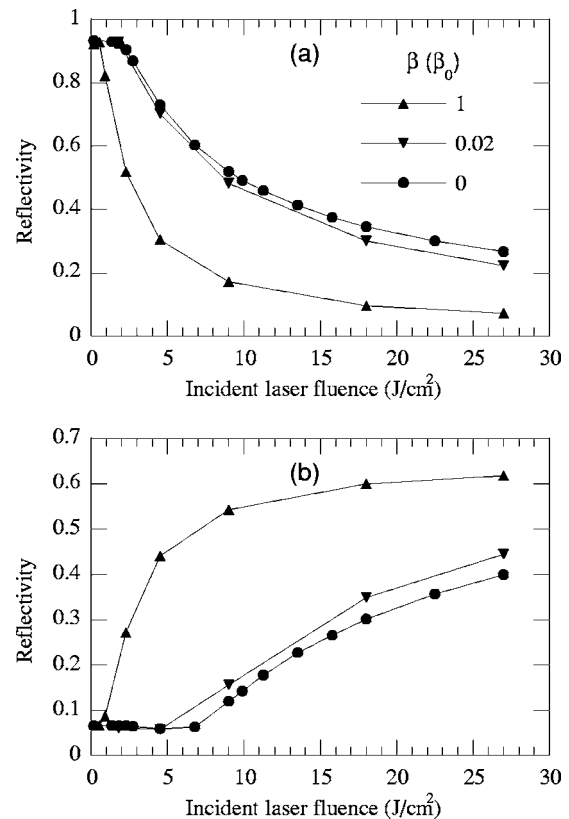 1
(a)
β (β₀)
0.8
1
0.6
0.02
0
0.4
0.2
0
0 5 10 15 20 25 30
Reflectivity
Incident laser fluence (J/cm²)
0.7
(b)
0.6
0.5
0.4
0.3
0.2
0.1
0
0 5 10 15 20 25 30
Reflectivity
Incident laser fluence (J/cm²)